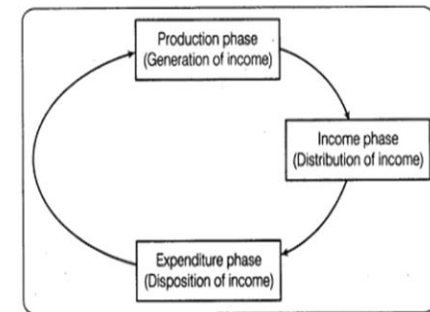 Production phase
(Generation of income)
Income phase
(Distribution of income)
Expenditure phase
(Disposition of income)